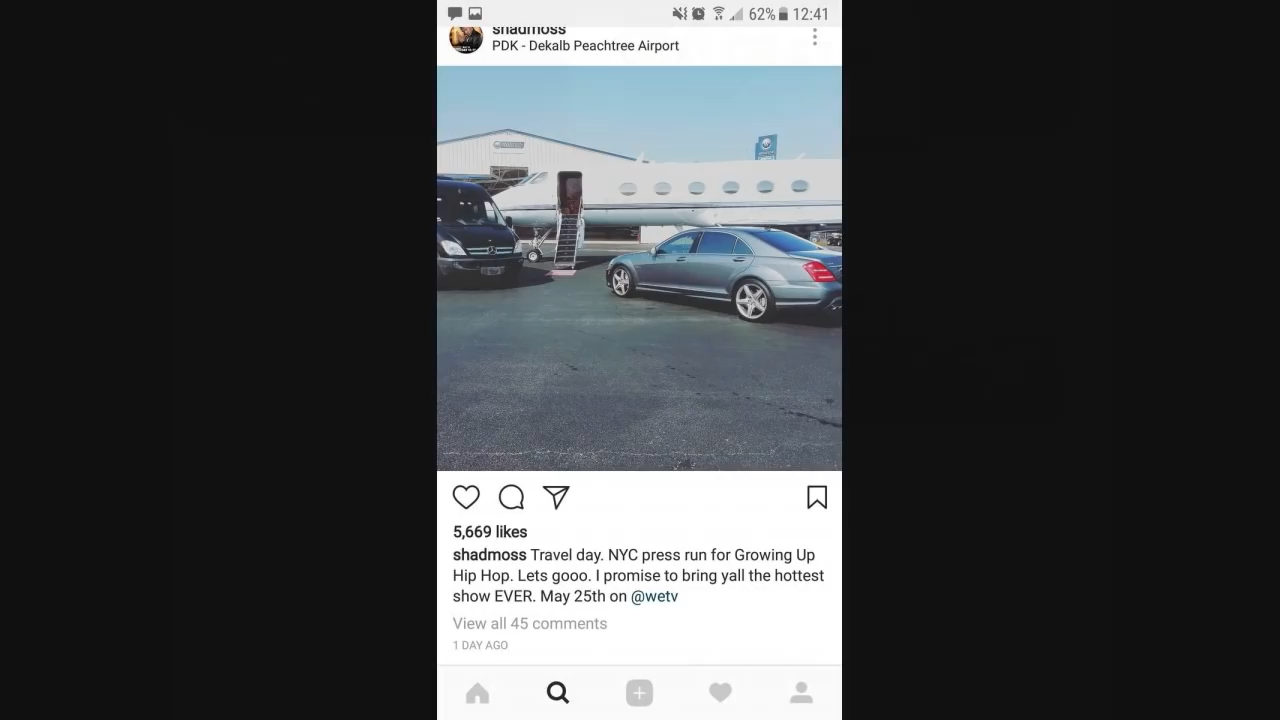 62% 12:41
shadmoss
PDK - Dekalb Peachtree Airport
5,669 likes
shadmoss Travel day. NYC press run for Growing Up
Hip Hop. Lets gooo. I promise to bring yall the hottest
show EVER. May 25th on @wetv
View all 45 comments
1 DAY AGO